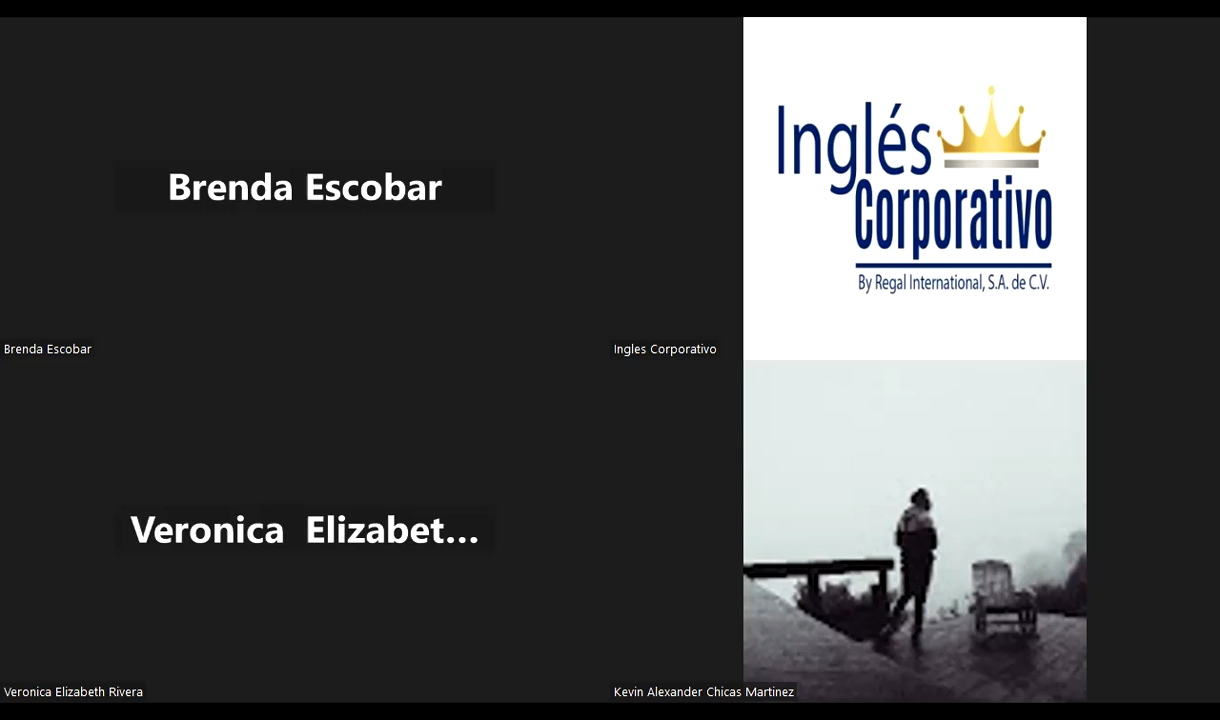 Brenda Escobar
Brenda Escobar
Inglés
Corporativo
By Regal International, S.A. de C.V.
Ingles Corporativo
Veronica Elizabet...
Veronica Elizabeth Rivera
Kevin Alexander Chicas Martinez